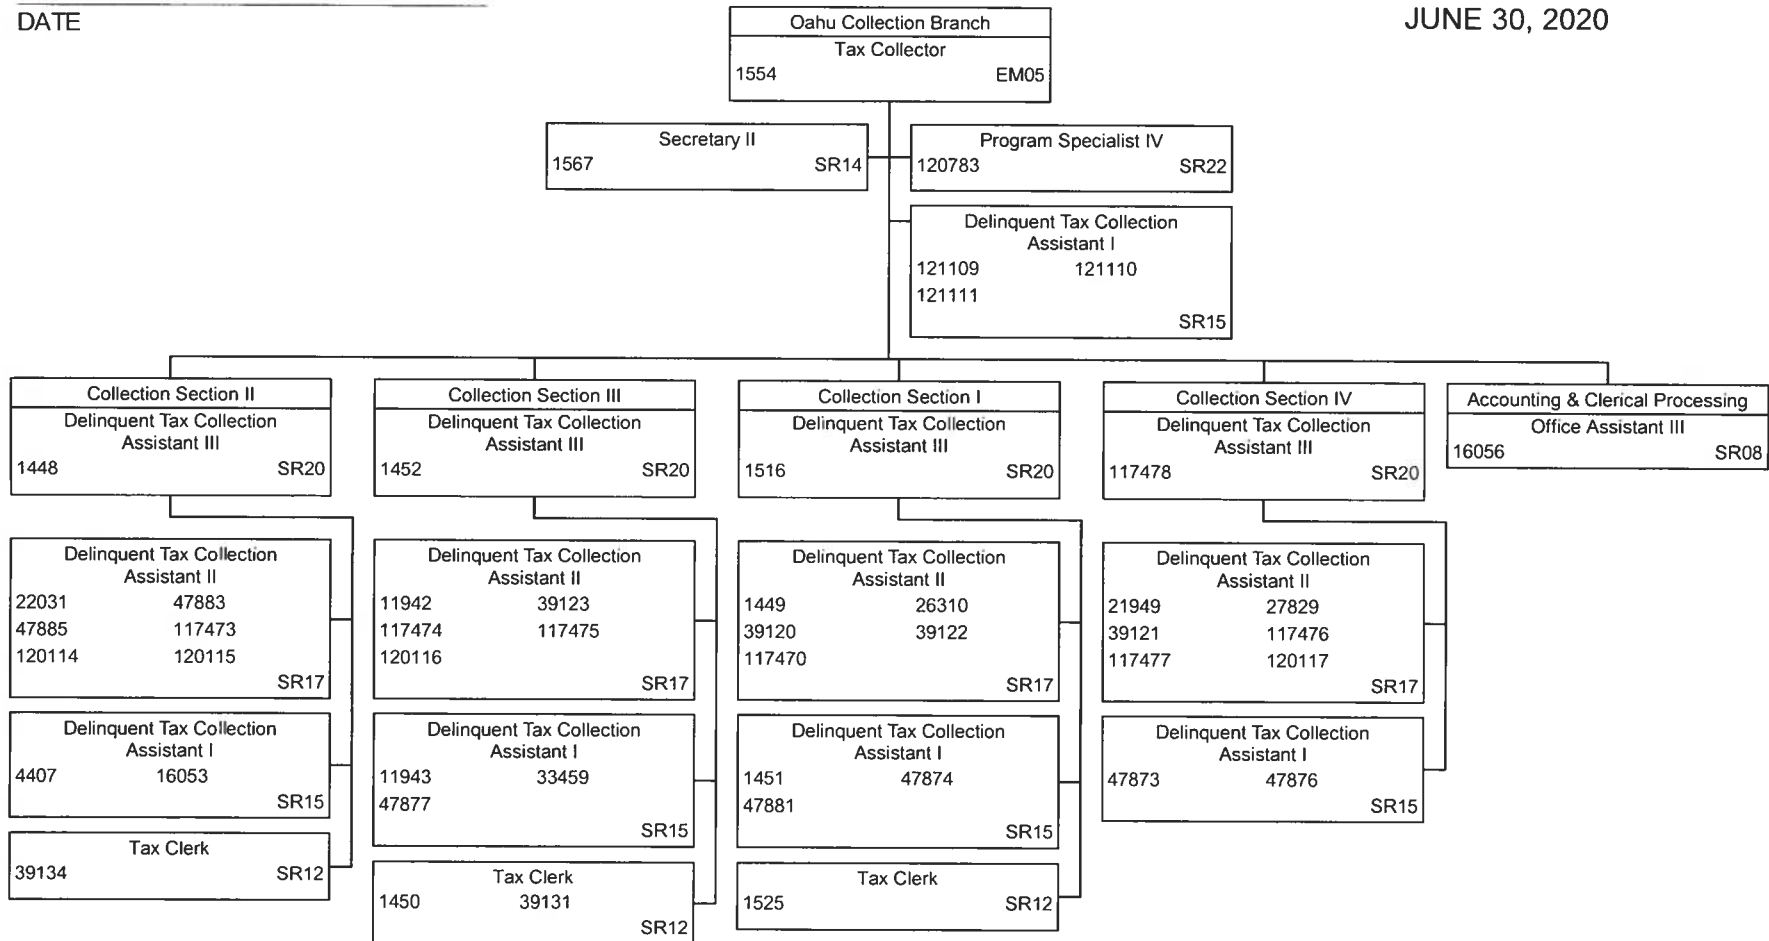 DATE
JUNE 30, 2020
Oahu Collection Branch
Tax Collector
1554 EM05
Secretary II
1567 SR14
Program Specialist IV
120783 SR22
Delinquent Tax Collection
Assistant I
121109 121110
121111
SR15
Collection Section II
Delinquent Tax Collection
Assistant III
1448 SR20
Delinquent Tax Collection
Assistant II
22031 47883
47885 117473
120114 120115
SR17
Delinquent Tax Collection
Assistant I
4407 16053
SR15
Tax Clerk
39134 SR12
Collection Section III
Delinquent Tax Collection
Assistant III
1452 SR20
Delinquent Tax Collection
Assistant II
11942 39123
117474 117475
120116
SR17
Delinquent Tax Collection
Assistant I
11943 33459
47877
SR15
Tax Clerk
1450 39131
SR12
Collection Section I
Delinquent Tax Collection
Assistant III
1516 SR20
Delinquent Tax Collection
Assistant II
1449 26310
39120 39122
117470
SR17
Delinquent Tax Collection
Assistant I
1451 47874
47881
SR15
Tax Clerk
1525 SR12
Collection Section IV
Delinquent Tax Collection
Assistant III
117478 SR20
Delinquent Tax Collection
Assistant II
21949 27829
39121 117476
117477 120117
SR17
Delinquent Tax Collection
Assistant I
47873 47876
SR15
Accounting & Clerical Processing
Office Assistant III
16056 SR08